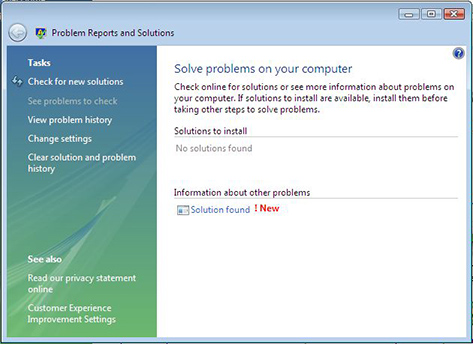 Problem Reports and Solutions
Tasks
Check for new solutions
See problems to check
View problem history
Change settings
Clear solution and problem
history
See also
Read our privacy statement
online
Customer Experience
Improvement Settings
Solve problems on your computer
Check online for solutions or see more information about problems on
your computer. If solutions to install are available, install them before
taking other steps to solve problems.
Solutions to install
No solutions found
Information about other problems
Solution found ! New